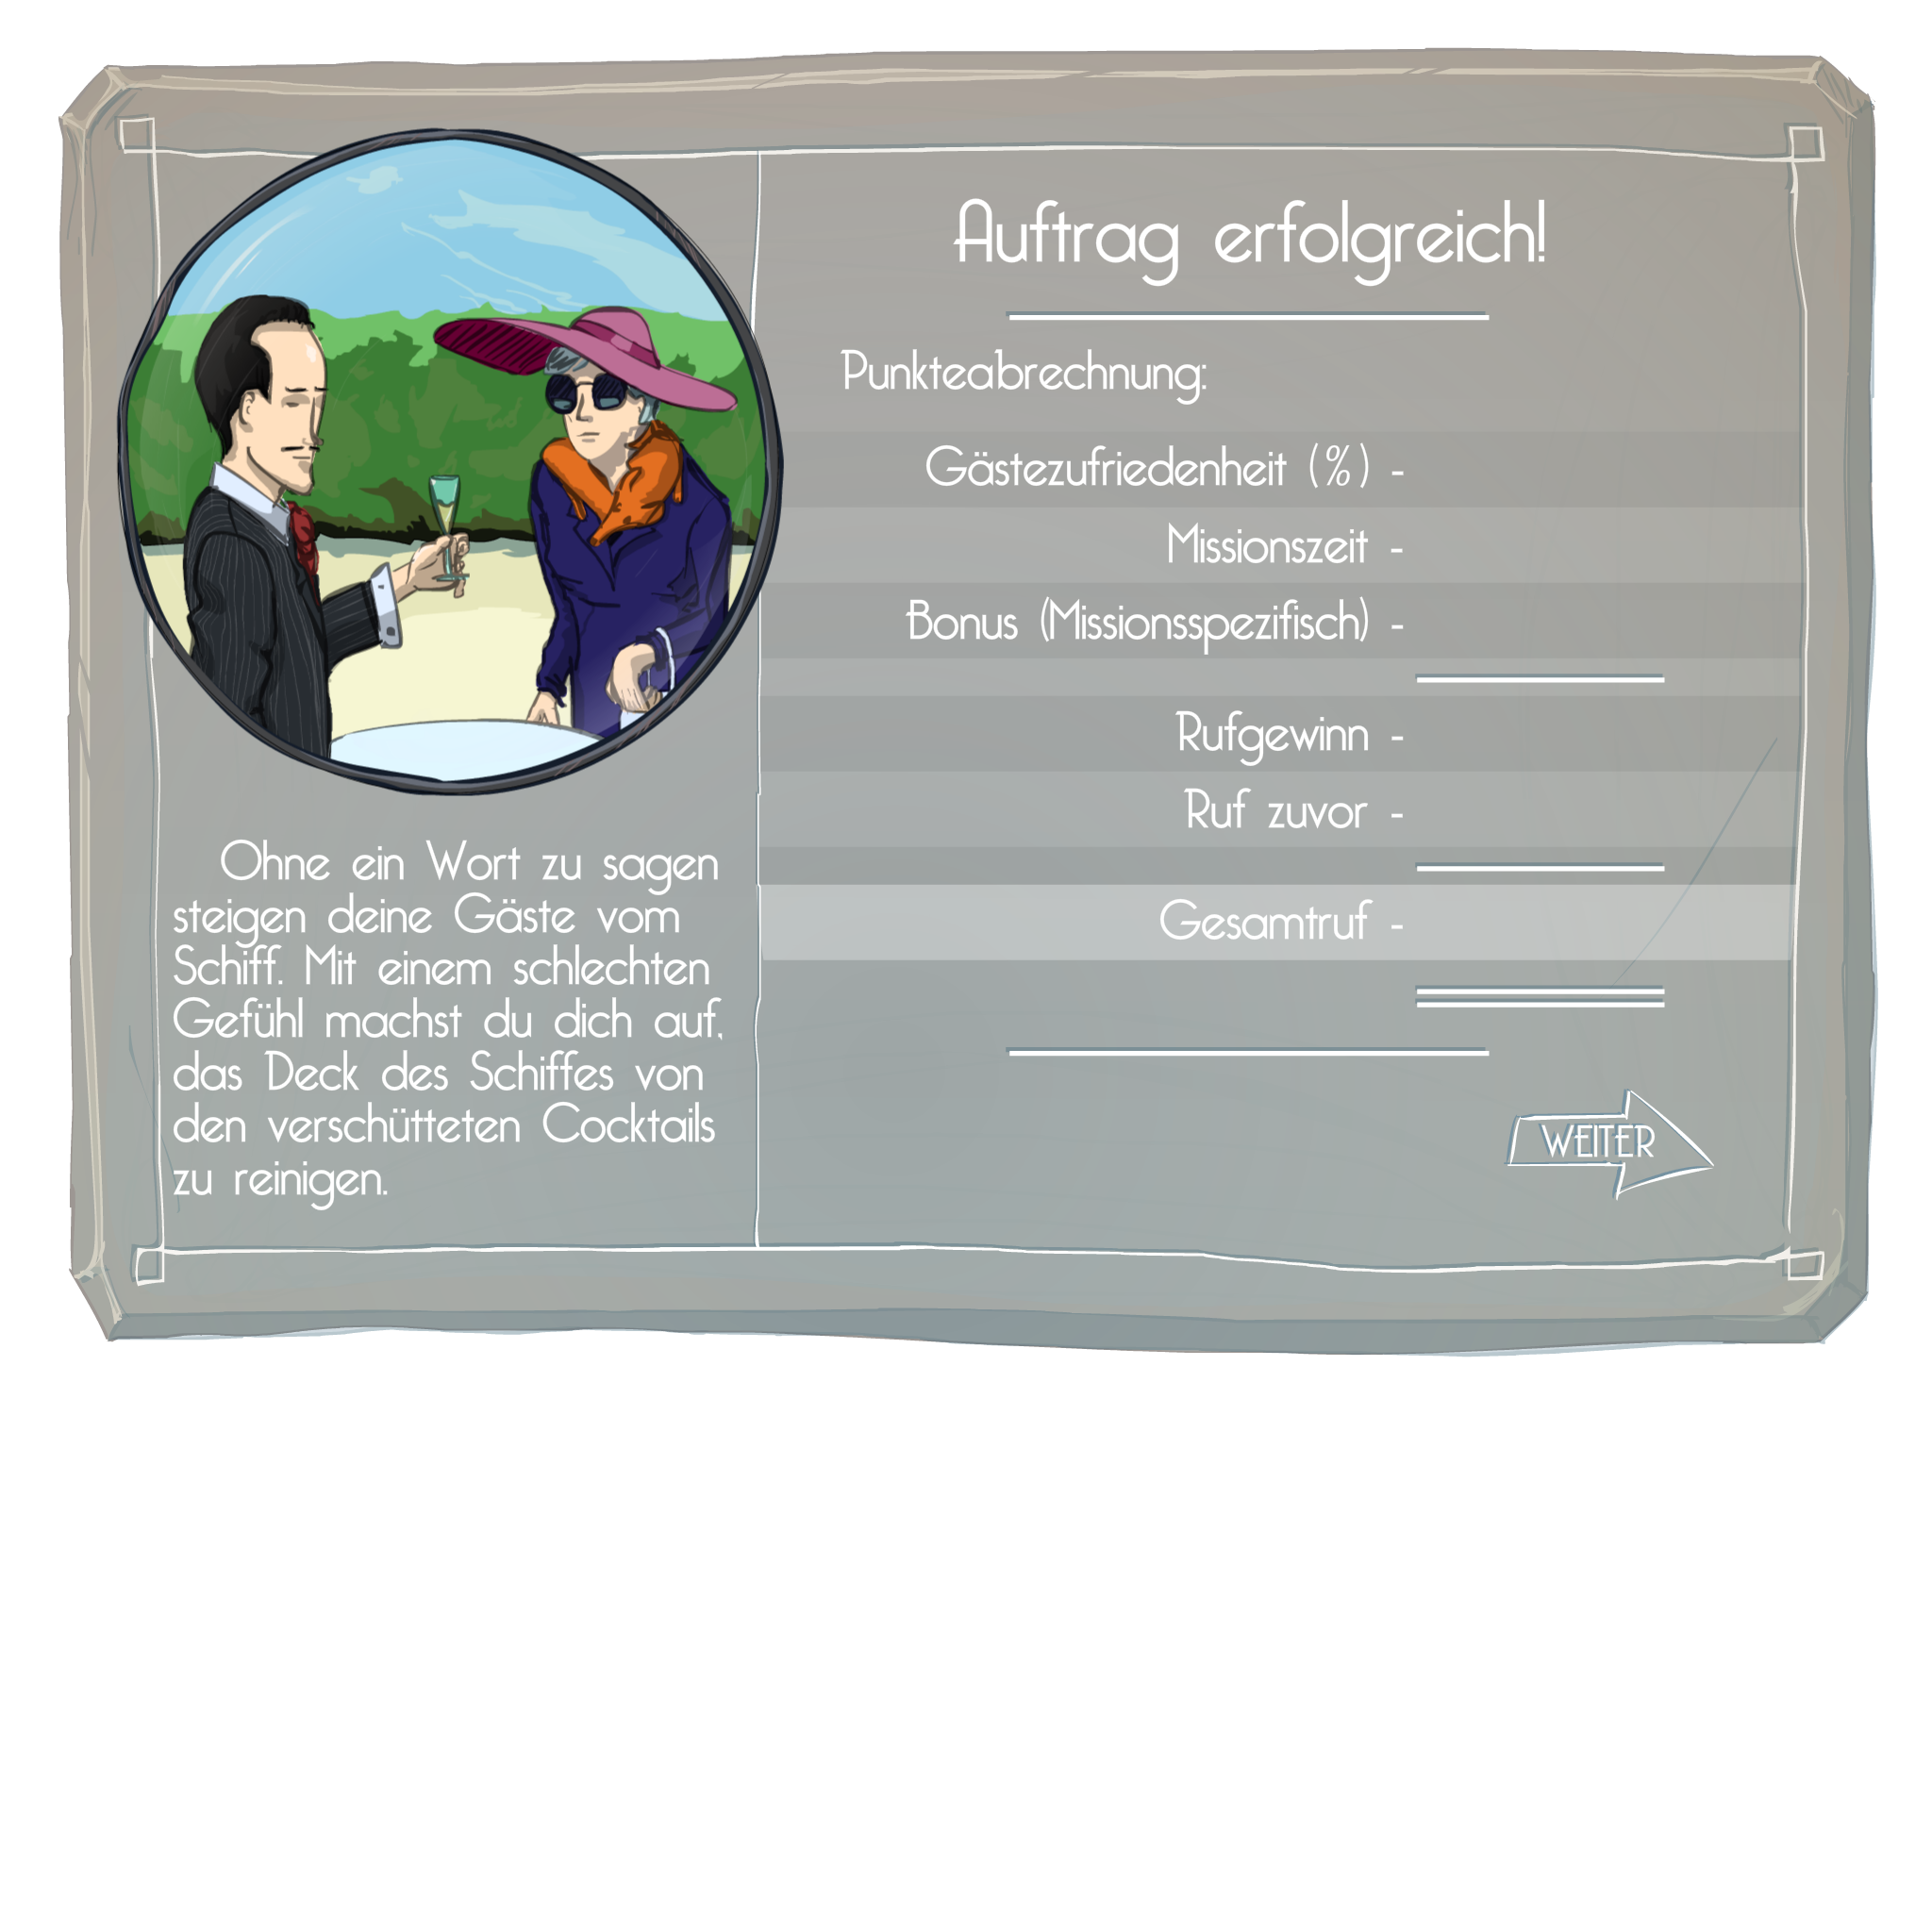 Auftrag erfolgreich!
Punkteabrechnung:
Gästezufriedenheit (%) -
Missionszeit -
Bonus (Missionsspezifisch) -
Rufgewinn -
Ruf zuvor -
Gesamtruf -
Ohne ein Wort zu sagen
steigen deine Gäste vom
Schiff. Mit einem schlechten
Gefühl machst du dich auf,
das Deck des Schiffes von
den verschütteten Cocktails
zu reinigen.
WEITER